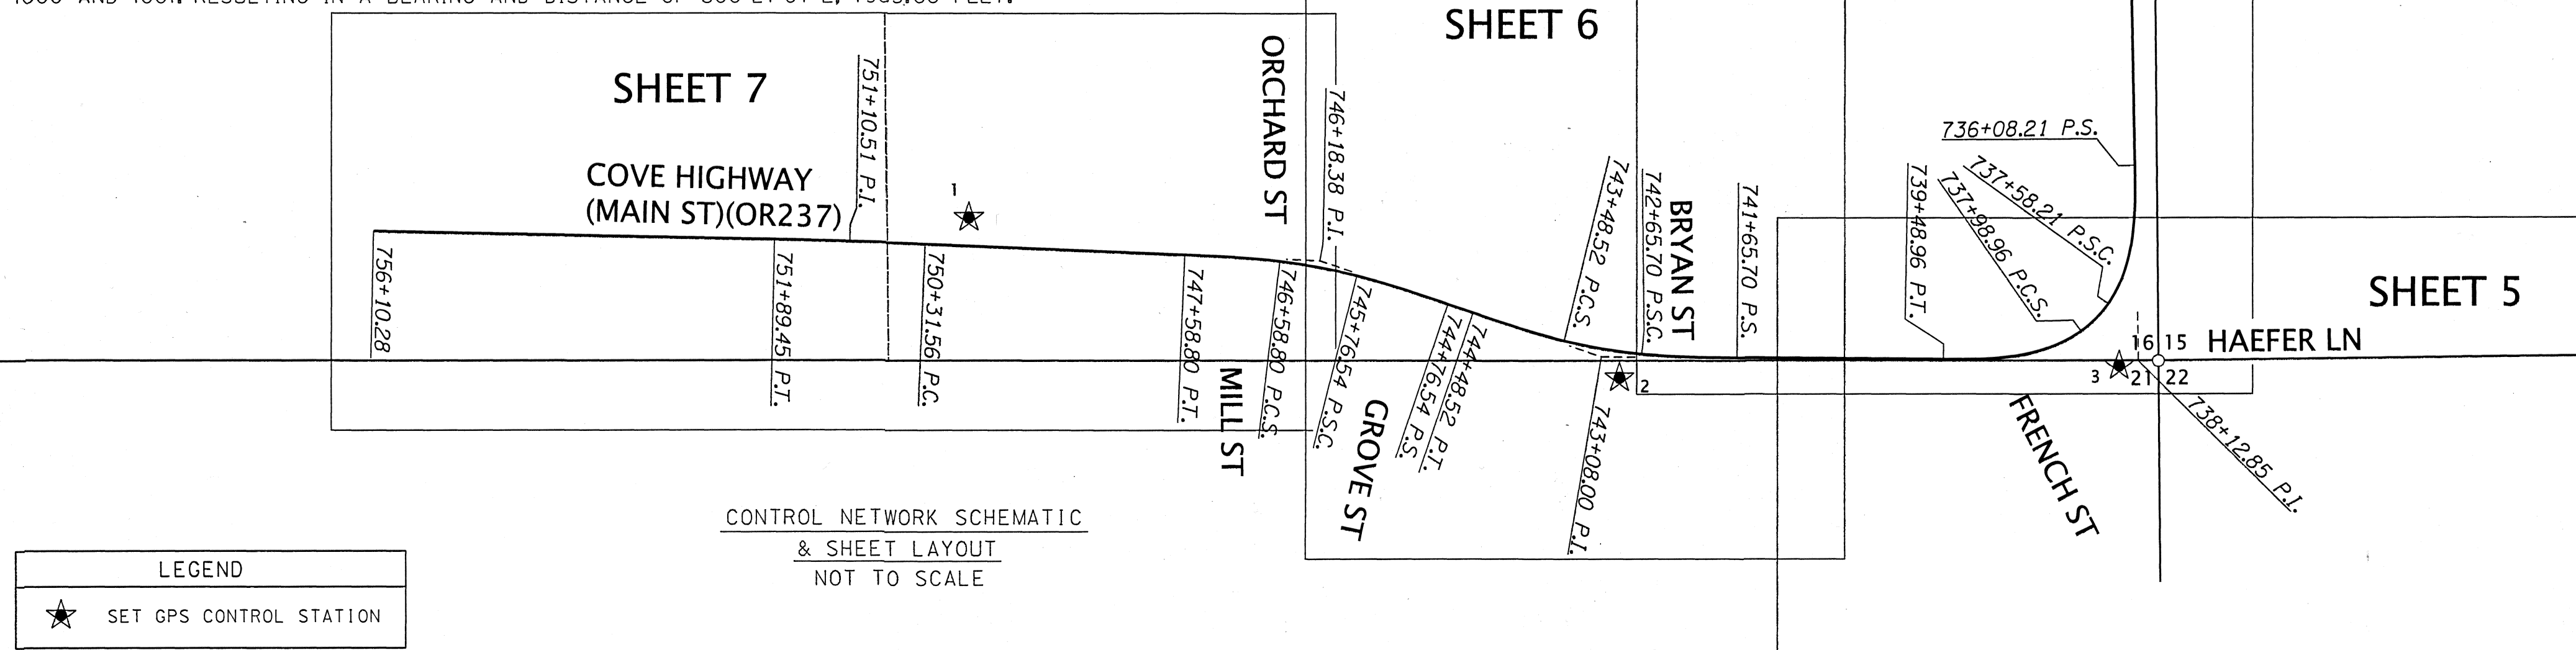 SHEET 6
SHEET 7
751+10.51 P.I.
ORCHARD ST
746+18.38 P.I.
COVE HIGHWAY
(MAIN ST)(OR237)
1
743+48.52 P.C.S.
742+65.70 P.S.C.
BRYAN ST
741+65.70 P.S.
739+48.96 P.T.
736+08.21 P.S.
737+58.21 P.S.C.
737+98.96 P.C.S.
SHEET 5
756+10.28
751+89.45 P.T.
750+31.56 P.C.
747+58.80 P.T.
MILL ST
746+58.80 P.C.S.
745+76.54 P.S.C.
GROVE ST
744+76.54 P.S.
744+48.52 P.T.
743+08.00 P.I.
2
16 15
HAEFER LN
3 21 22
FRENCH ST
738+12.85 P.I.
CONTROL NETWORK SCHEMATIC
& SHEET LAYOUT
NOT TO SCALE
LEGEND
SET GPS CONTROL STATION